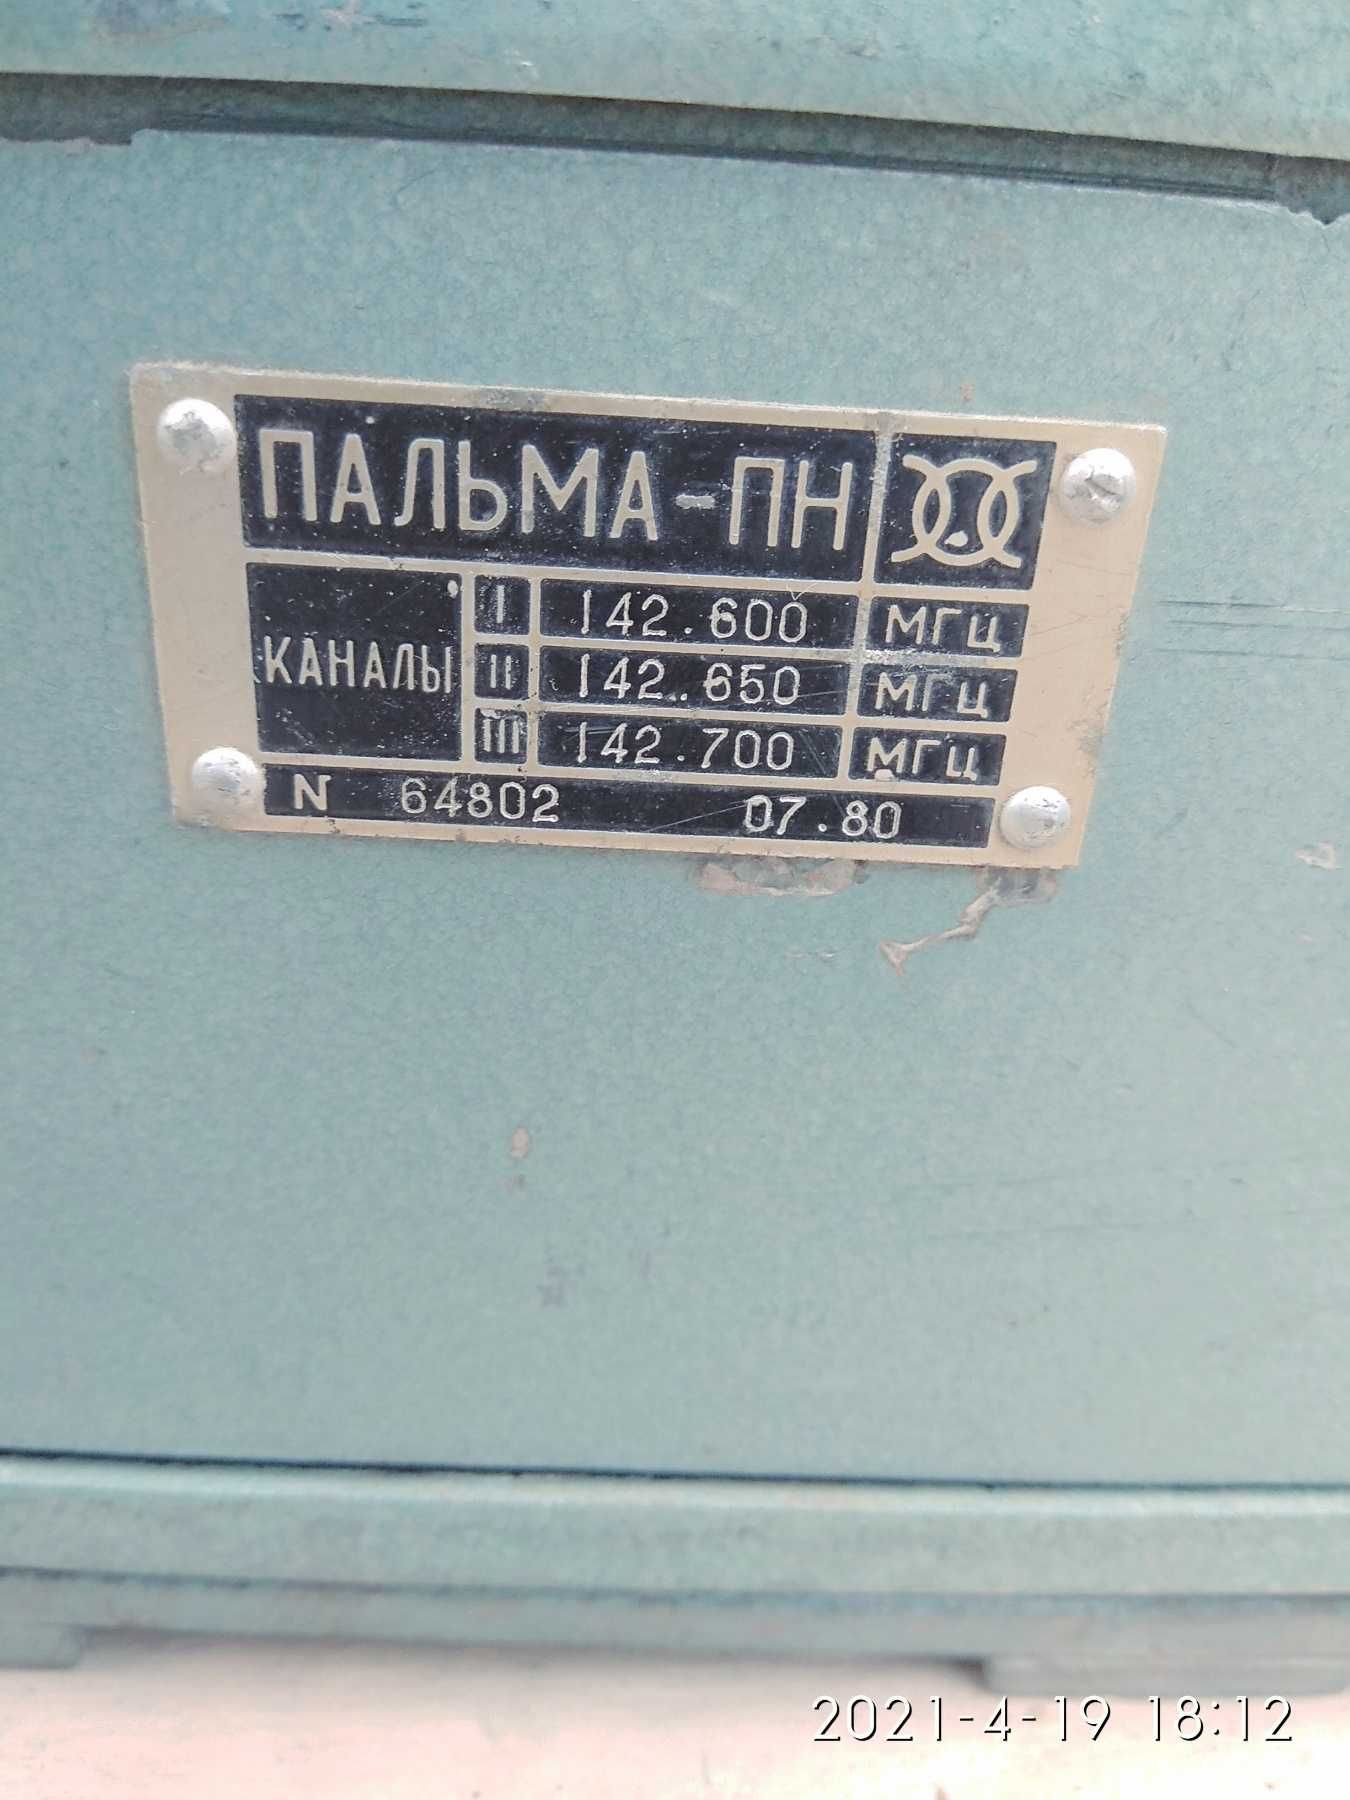 ПАЛЬМА-ПН
КАНАЛЫ
I 142.600 МГЦ
II 142.650 МГЦ
III 142.700 МГЦ
N 64802 07.80
2021-4-19 18:12